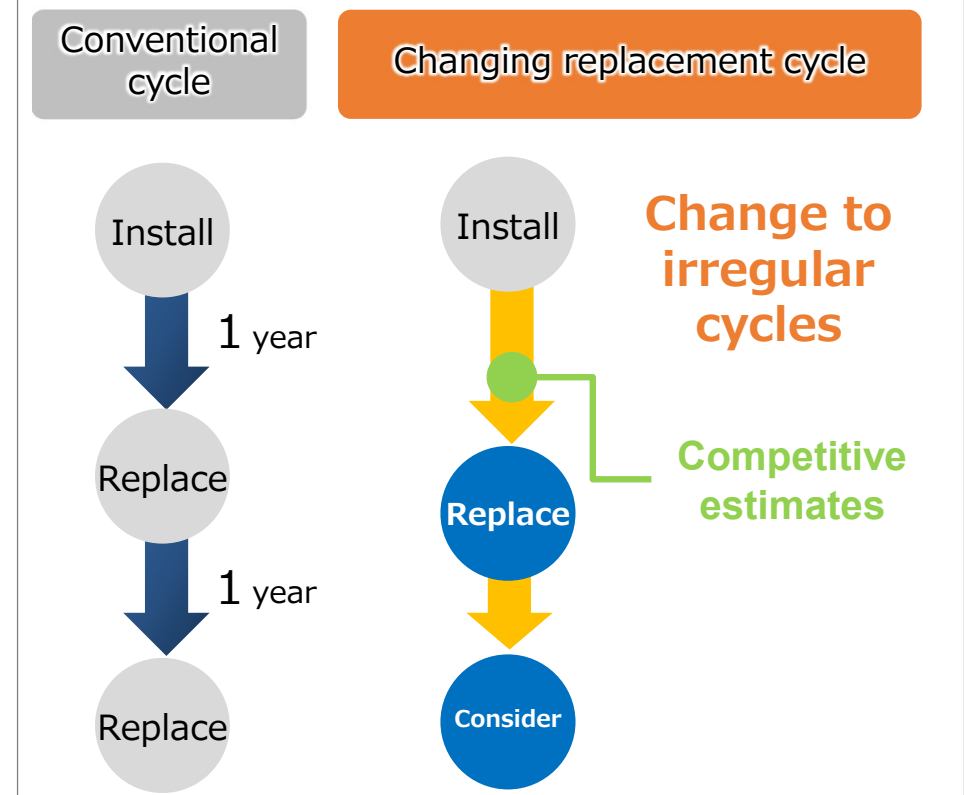 Conventional
cycle
Changing replacement cycle
Install
1 year
Replace
1 year
Replace
Install
Change to
irregular
cycles
Competitive
estimates
Replace
Consider